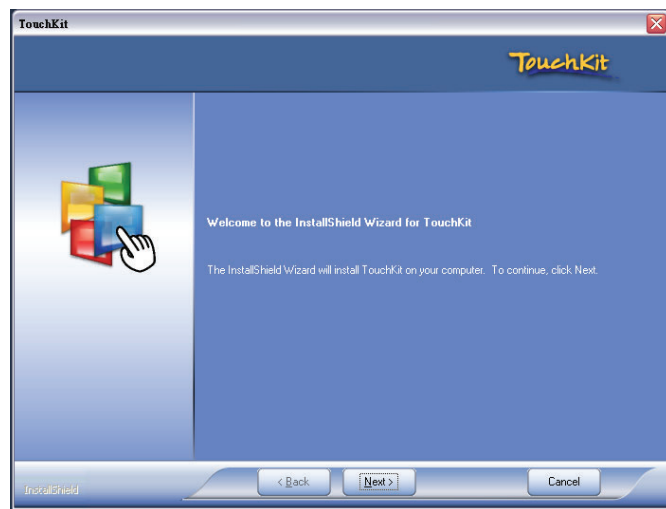 TouchKit
TouchKit
Welcome to the InstallShield Wizard for TouchKit
The InstallShield Wizard will install TouchKit on your computer. To continue, click Next.
InstallShield
< Back
Next >
Cancel